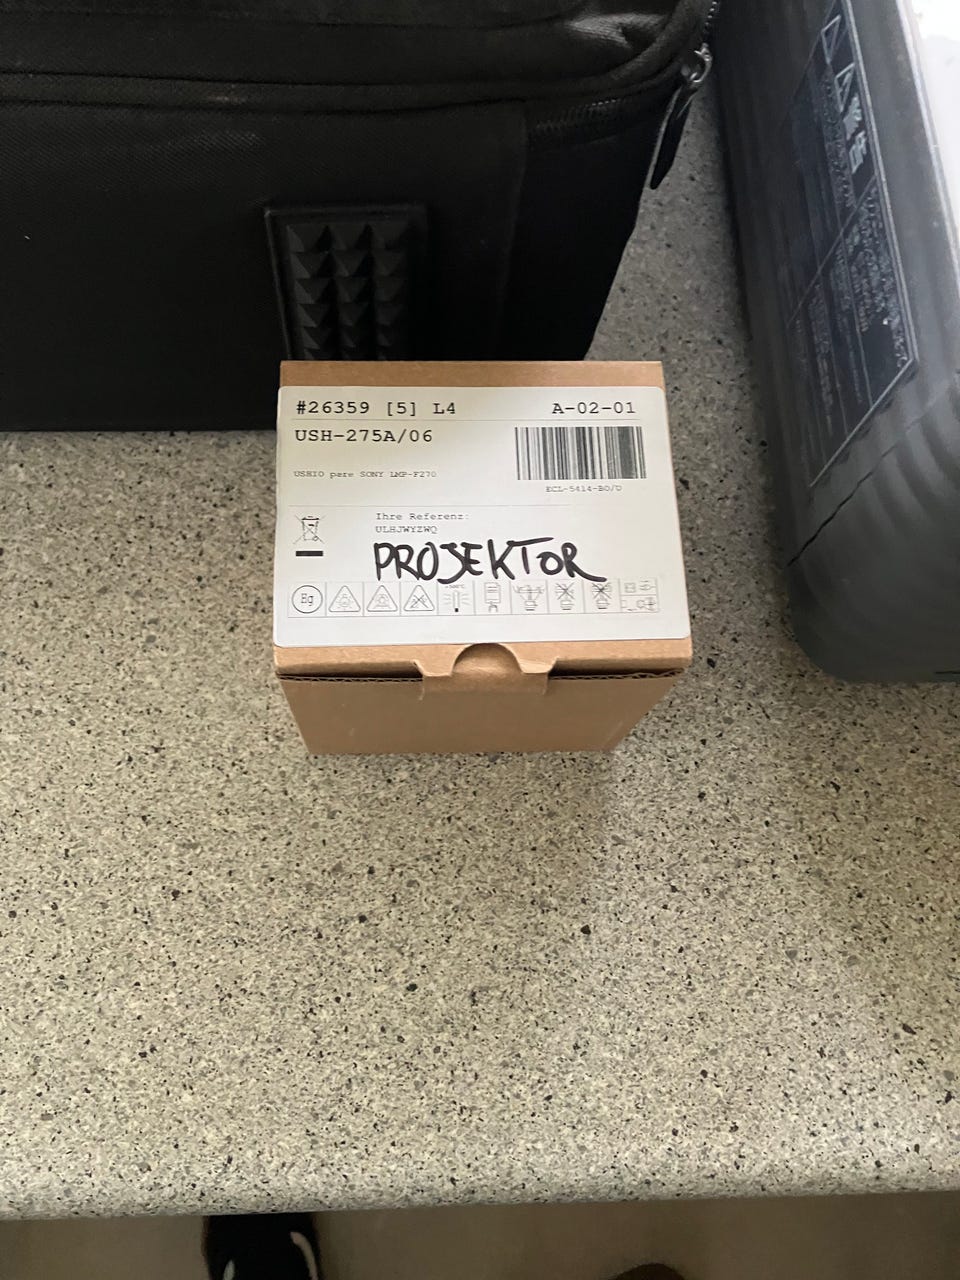 #26359 [5] L4
A-02-01
USH-275A/06
USHIO pere SONY LMP-F270
ECL-5414-BO/D
Ihre Referenz:
ULHJWYZWQ
PROJEKTOR
Hg